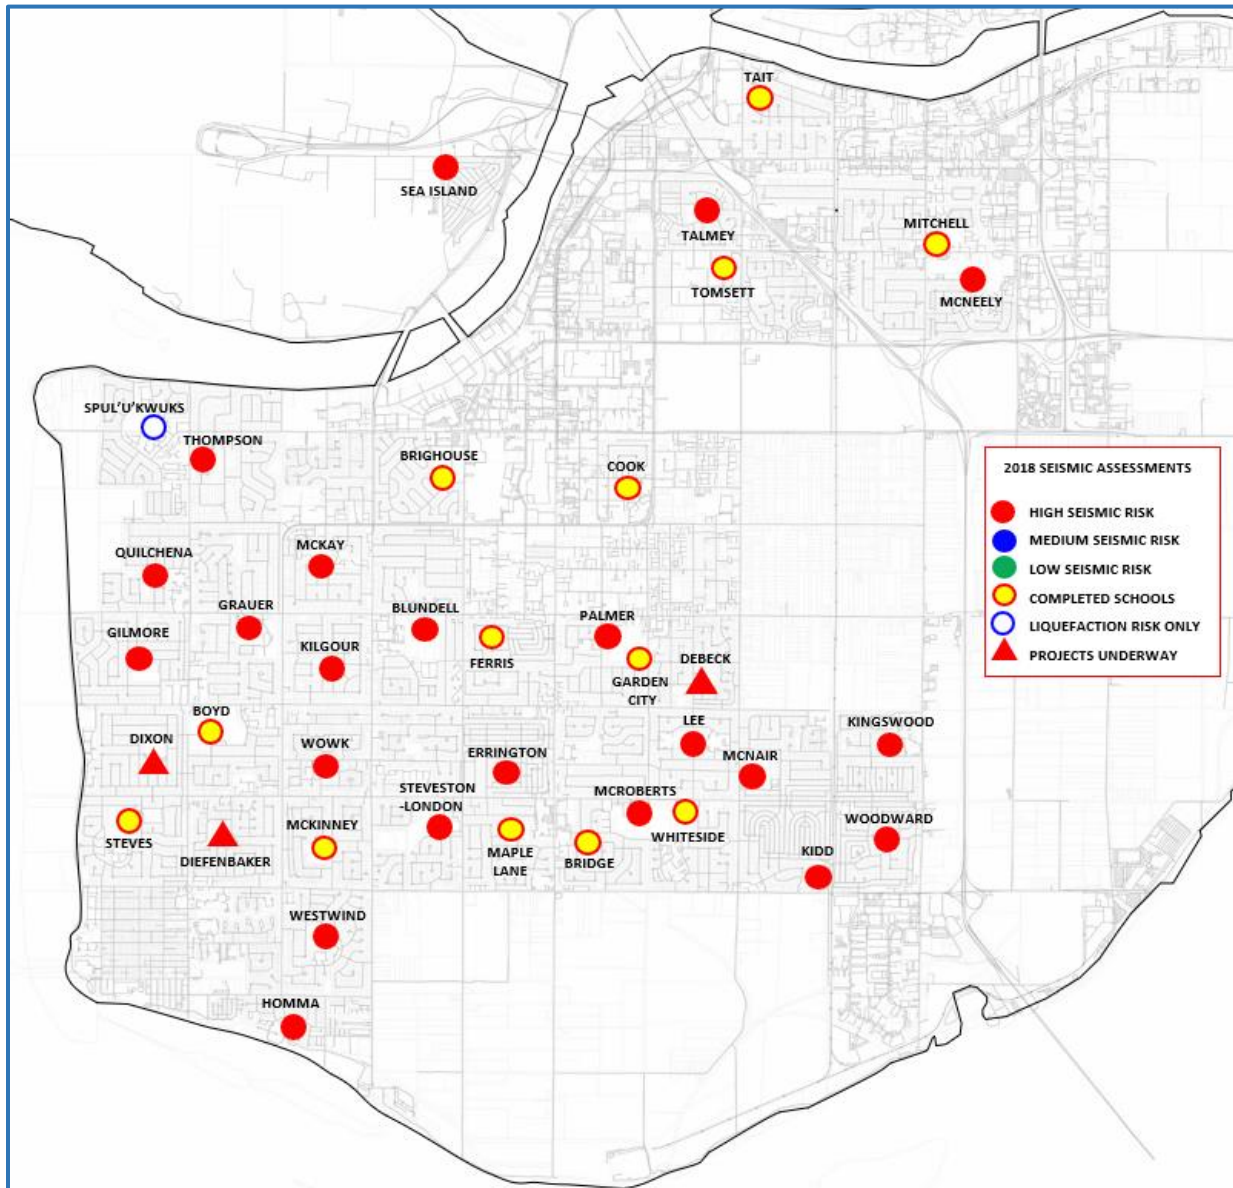 TAIT
SEA ISLAND
TALMEY
MITCHELL
TOMSETT
MCNEELY
SPUL'U'KWUKS
THOMPSON
BRIGHOUSE
COOK
2018 SEISMIC ASSESSMENTS
HIGH SEISMIC RISK
MEDIUM SEISMIC RISK
LOW SEISMIC RISK
COMPLETED SCHOOLS
LIQUEFACTION RISK ONLY
PROJECTS UNDERWAY
QUILCHENA
MCKAY
GRAUER
BLUNDELL
PALMER
GILMORE
KILGOUR
FERRIS
GARDEN
CITY
DEBECK
BOYD
DIXON
WOWK
ERRINGTON
LEE
MCNAIR
KINGSWOOD
STEVESTON
-LONDON
MCROBERTS
WHITESIDE
WOODWARD
STEVES
DIEFENBAKER
MCKINNEY
MAPLE
LANE
BRIDGE
KIDD
WESTWIND
HOMMA